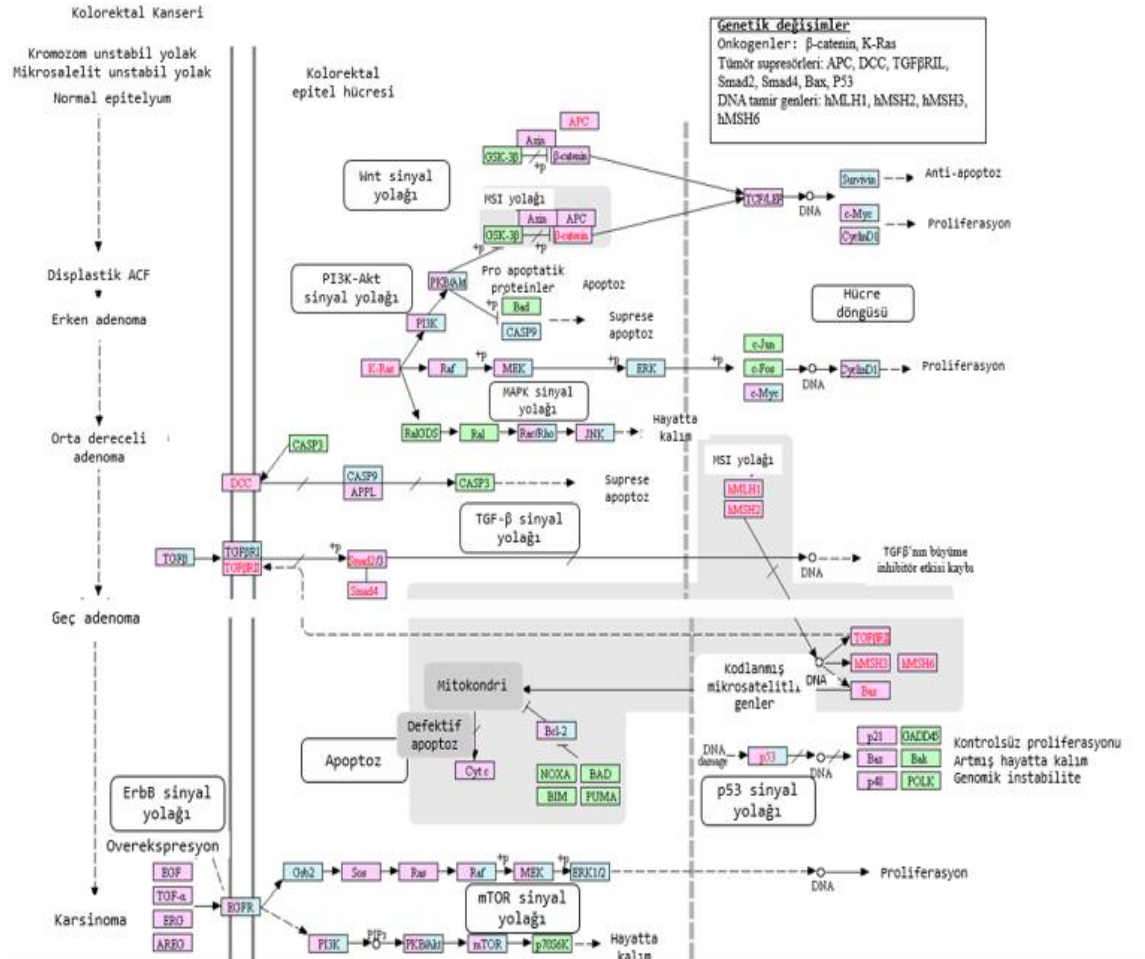 Kolorektal Kanseri
Kromozom unstabil yolak
Mikrosalelit unstabil yolak
Normal epitelyum
Displastik ACF
Erken adenoma
Orta dereceli
adenoma
Geç adenoma
Karsinoma
Kolorektal
epitel hücresi
Genetik değişimler
Onkogenler: β-catenin, K-Ras
Tümör supresörleri: APC, DCC, TGFβRIL,
Smad2, Smad4, Bax, P53
DNA tamir genleri: hMLH1, hMSH2, hMSH3,
hMSH6
APC
Axin
GSK-3β
β-catenin
+p
Wnt sinyal
yolağı
MSI yolağı
Axin
APC
GSK-3β
β-catenin
+p
+p
TCF/LEF
DNA
Survivin
Anti-apoptoz
c-Myc
CyclinD1
Proliferasyon
PI3K-Akt
sinyal yolağı
PKB/Akt
Pro apoptatik
proteinler
Apoptoz
+p
Bad
CASP9
Suprese
apoptoz
PI3K
Hücre
döngüsü
K-Ras
Raf
+p
MEK
+p
ERK
+p
c-Jun
c-Fos
c-Myc
DNA
CyclinD1
Proliferasyon
MAPK sinyal
yolağı
RalGDS
Ral
Rac/Rho
JNK
Hayatta
kalım
CASP3
DCC
CASP9
APPL
CASP3
Suprese
apoptoz
MSI yolağı
hMLH1
hMSH2
TGF-β sinyal
yolağı
TGFβ
TGFβRI
TGFβRII
+p
Smad2/3
Smad4
DNA
TGFβ'nın büyüme
inhibitör etkisi kaybı
TGFβRII
hMSH3
hMSH6
Bax
DNA
Kodlanmış
mikrosatelitli
genler
Mitokondri
Defektif
apoptoz
Bcl-2
Cyt c
NOXA
BAD
BIM
PUMA
Apoptoz
DNA
damage
p53
DNA
p21
GADD45
Bax
Bak
p48
POLK
Kontrolsüz proliferasyonu
Artmış hayatta kalım
Genomik instabilite
p53 sinyal
yolağı
ErbB sinyal
yolağı
Overekspresyon
EGF
TGF-α
ERG
AREG
EGFR
Grb2
Sos
Ras
Raf
+p
MEK
+p
ERK1/2
DNA
Proliferasyon
mTOR sinyal
yolağı
PI3K
PIP3
PKB/Akt
mTOR
p70S6K
Hayatta
kalım